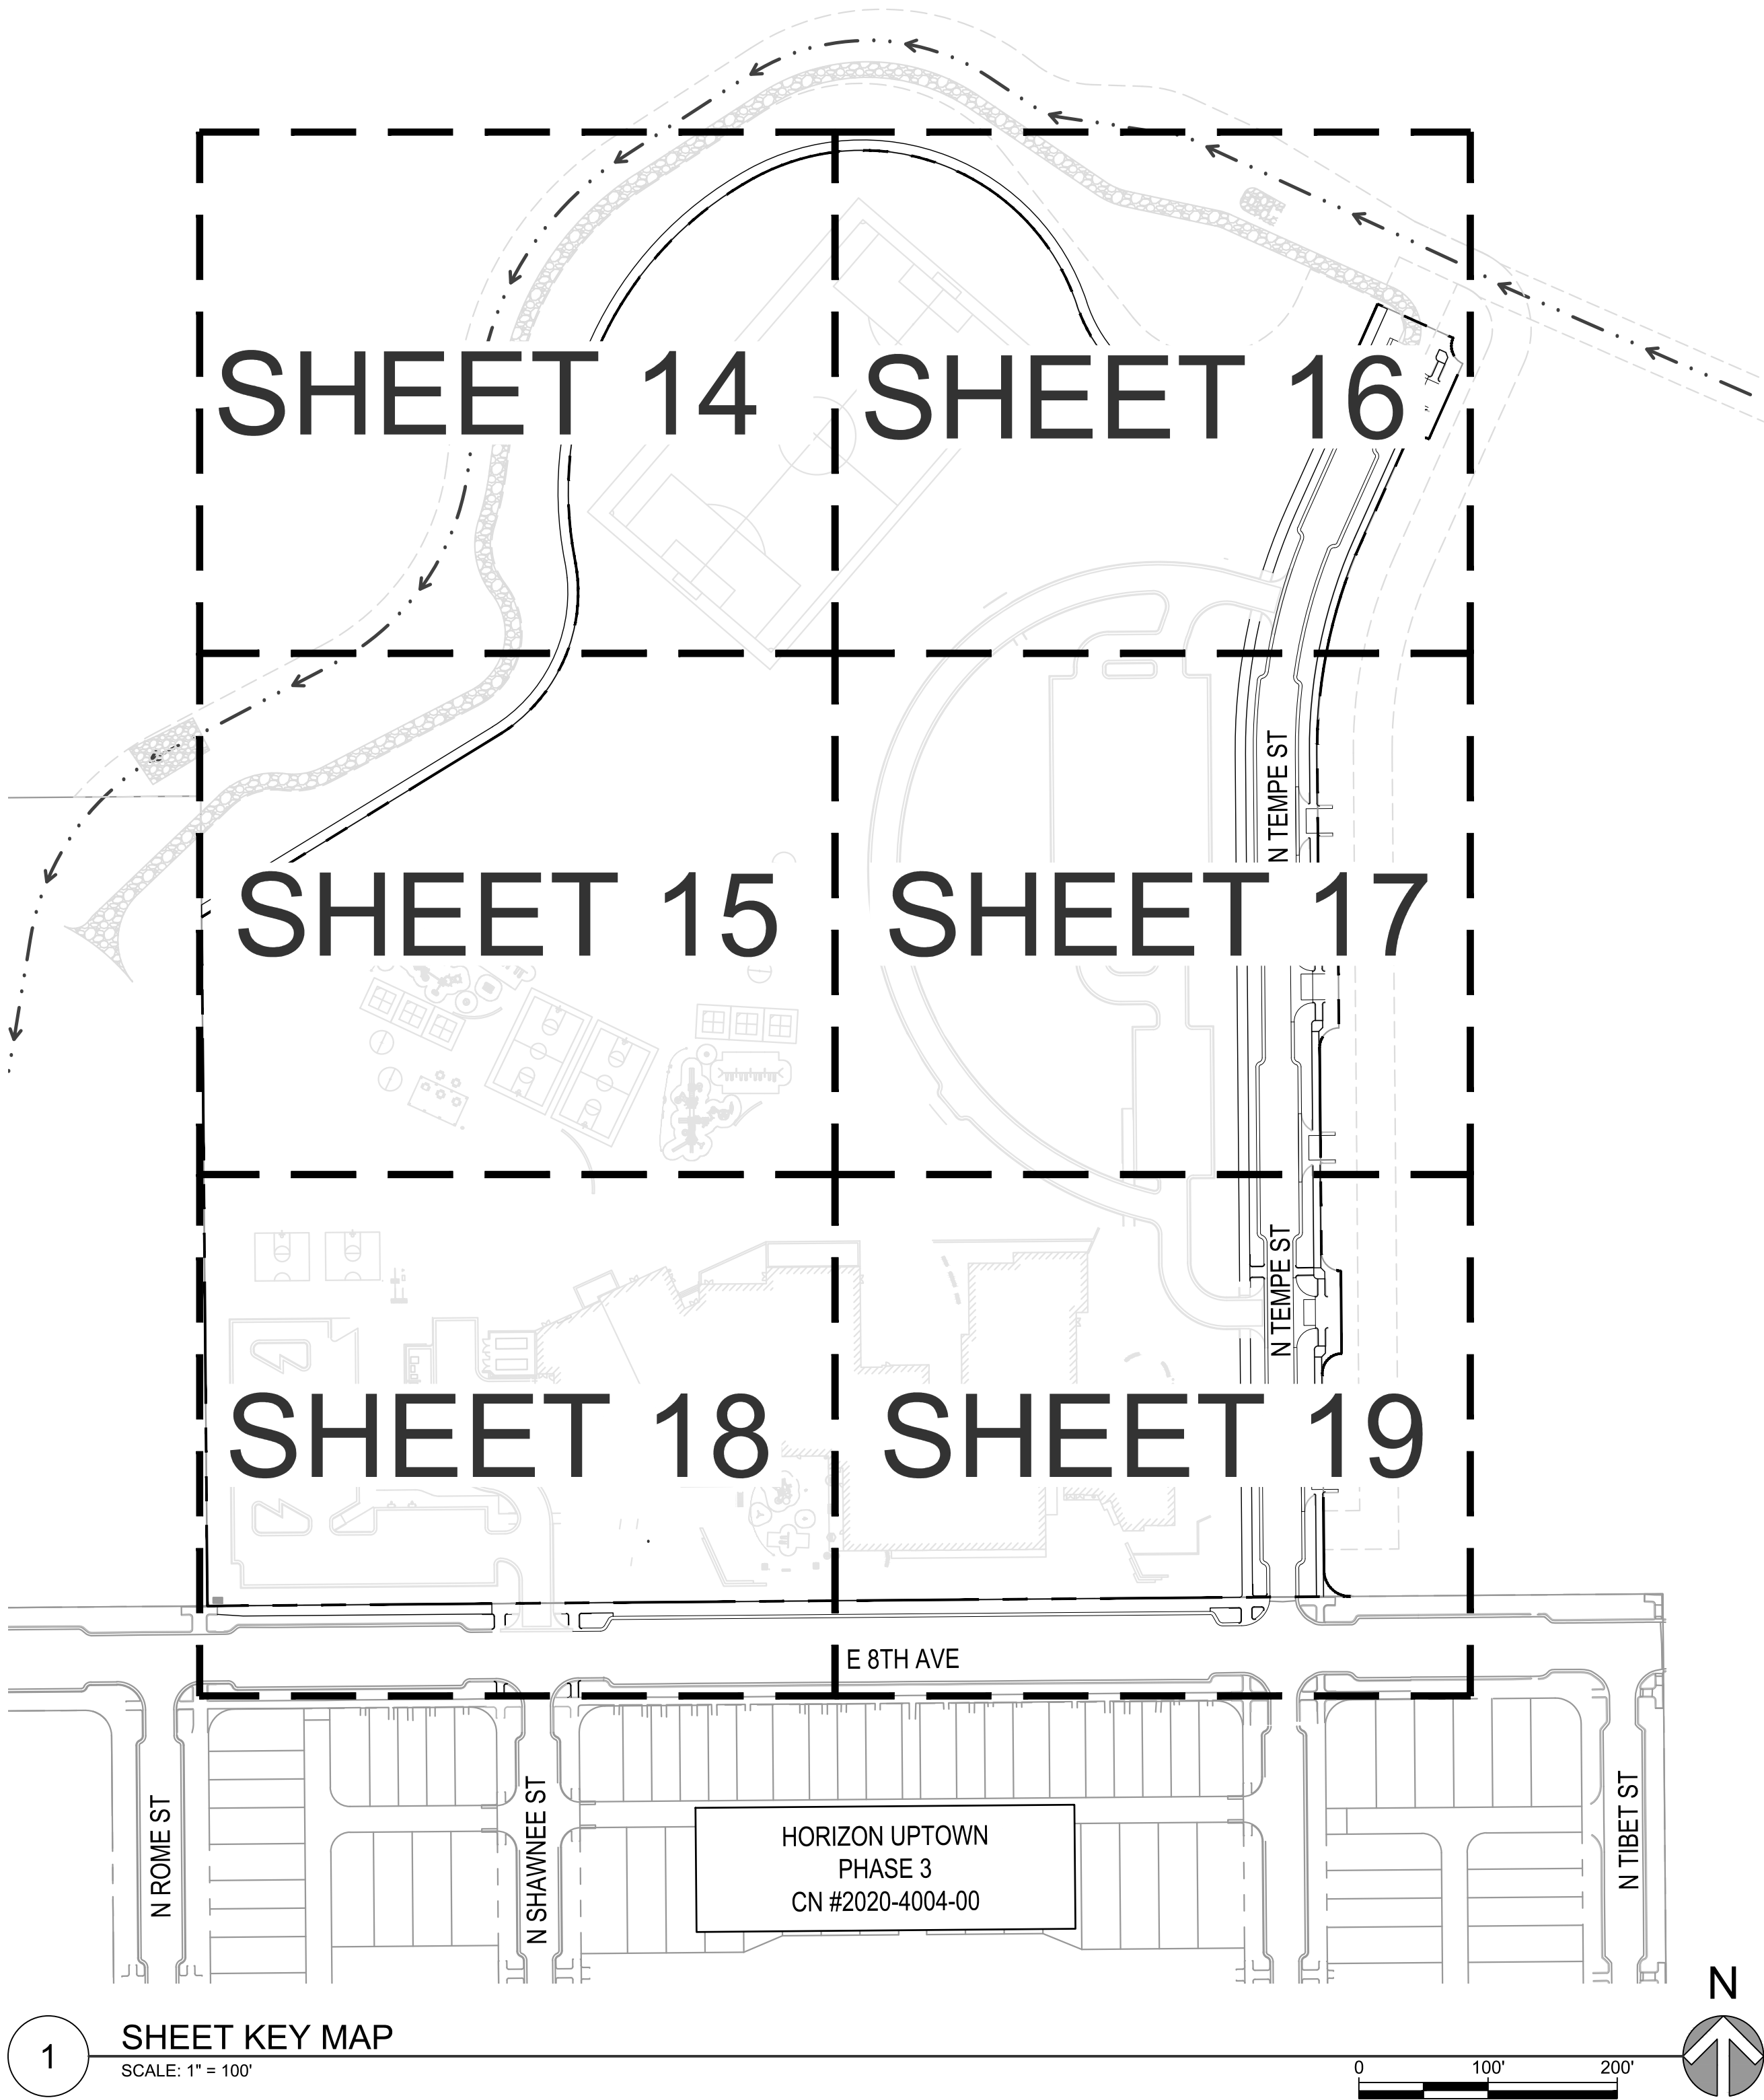 SHEET 14
SHEET 16
N TEMPE ST
SHEET 15
SHEET 17
N TEMPE ST
SHEET 18
SHEET 19
E 8TH AVE
N ROME ST
N SHAWNEE ST
HORIZON UPTOWN
PHASE 3
CN #2020-4004-00
N TIBET ST
N
1
SHEET KEY MAP
SCALE: 1" = 100'
0 100' 200'